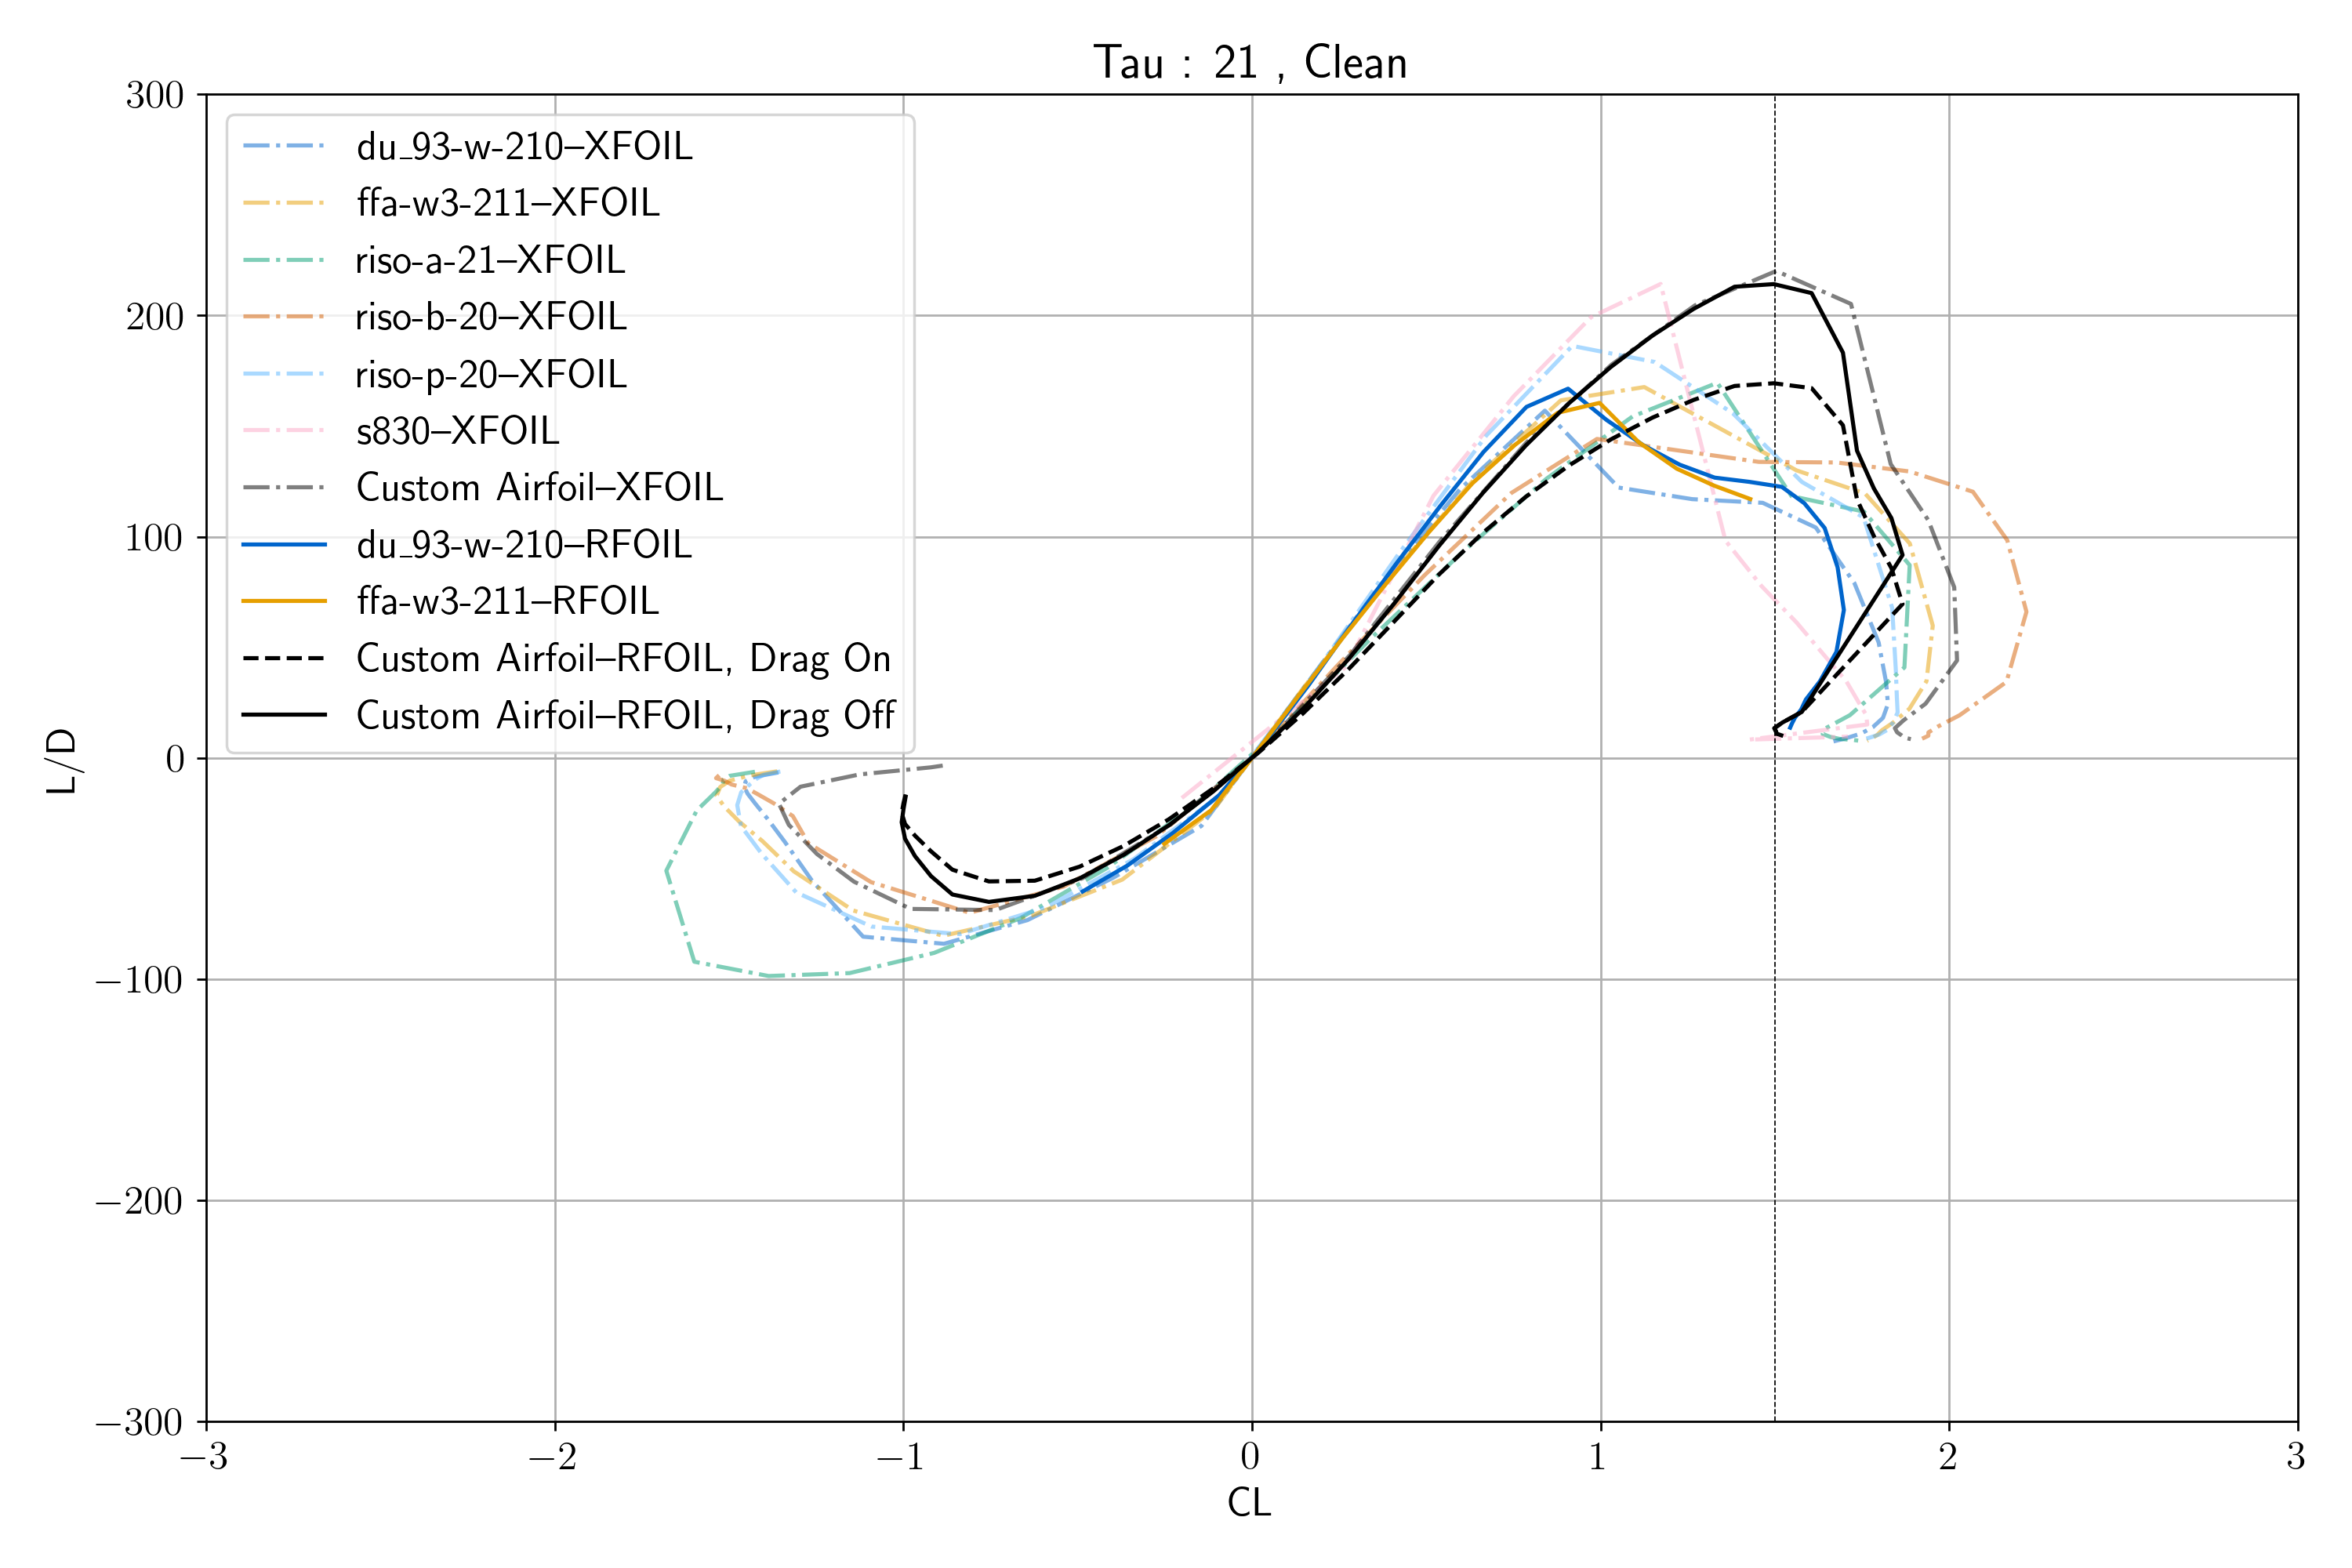 Tau : 21 , Clean
300
200
100
0
−100
−200
−300
L/D
du_93-w-210–XFOIL
ffa-w3-211–XFOIL
riso-a-21–XFOIL
riso-b-20–XFOIL
riso-p-20–XFOIL
s830–XFOIL
Custom Airfoil–XFOIL
du_93-w-210–RFOIL
ffa-w3-211–RFOIL
Custom Airfoil–RFOIL, Drag On
Custom Airfoil–RFOIL, Drag Off
−3 −2 −1 0 1 2 3
CL